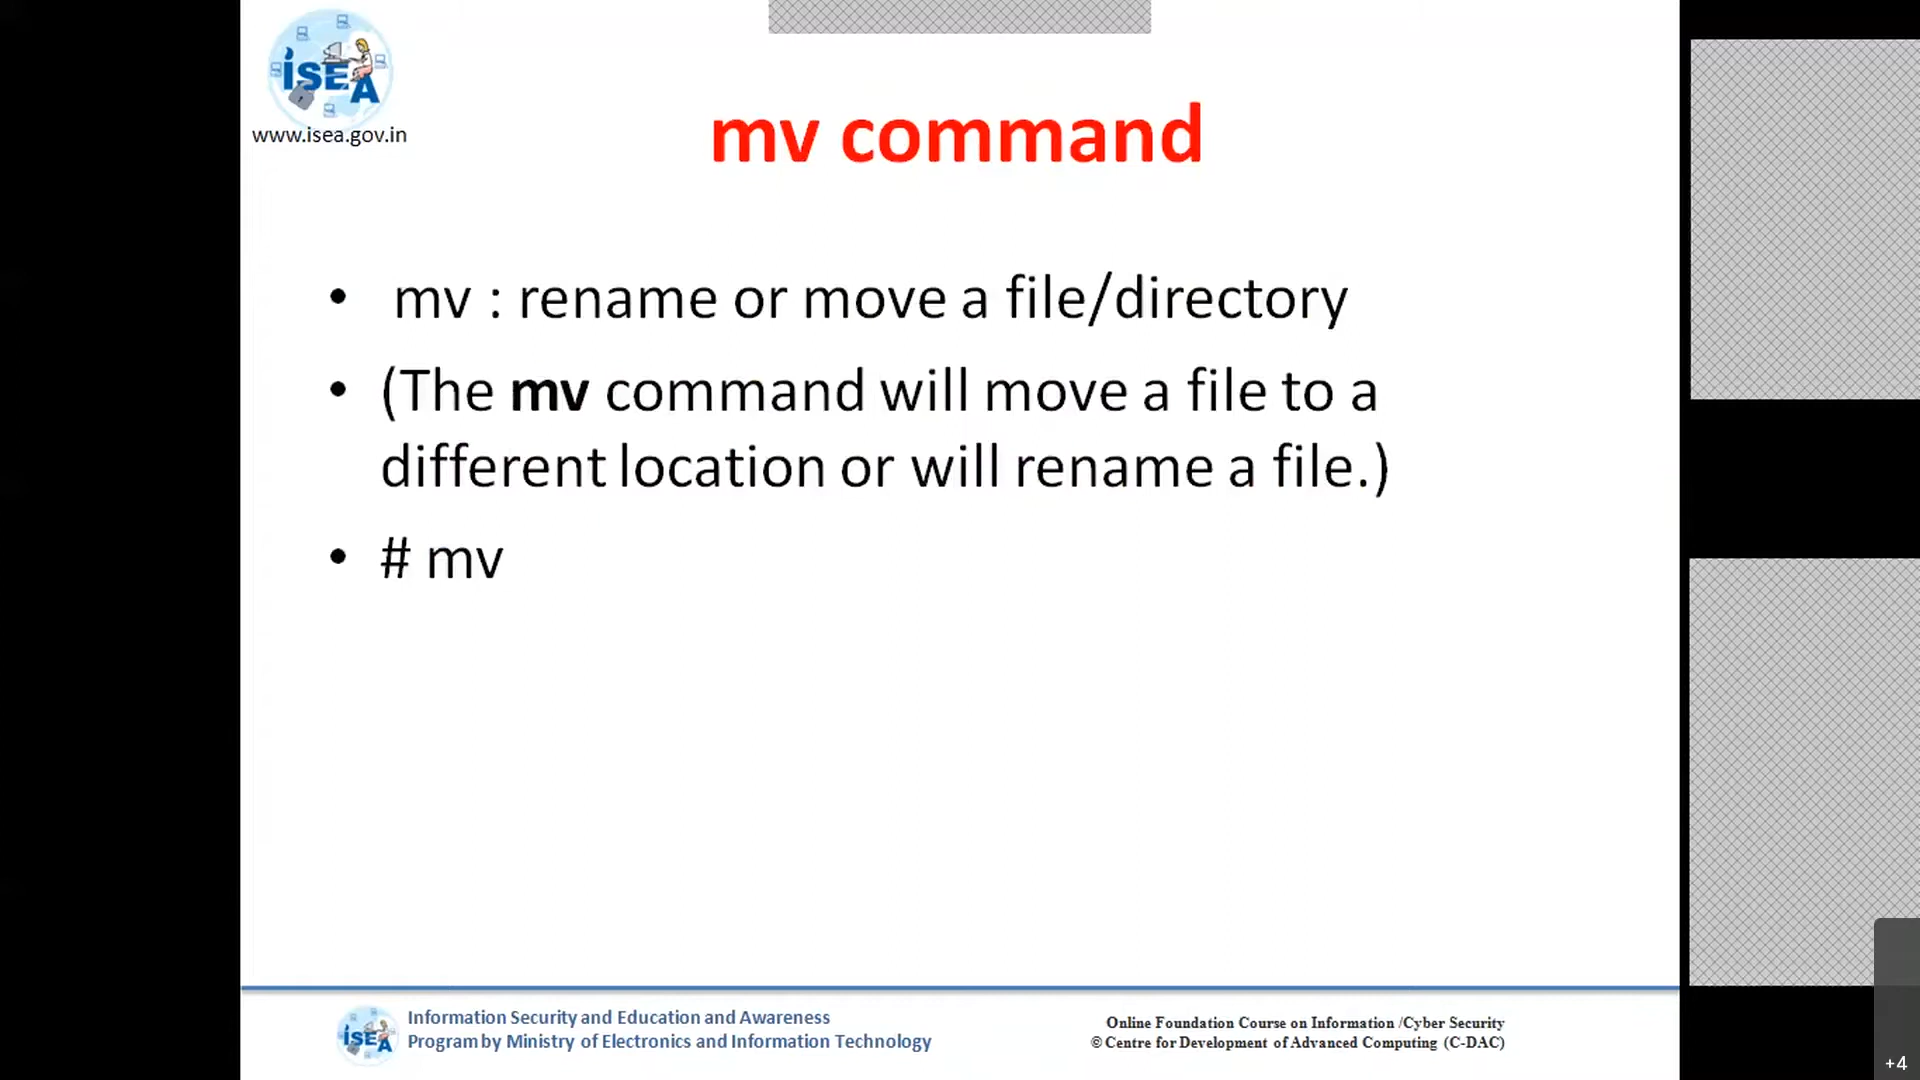 iSEA
www.isea.gov.in
mv command
• mv : rename or move a file/directory
• (The mv command will move a file to a
different location or will rename a file.)
• # mv
iSEA
Information Security and Education and Awareness
Program by Ministry of Electronics and Information Technology
Online Foundation Course on Information /Cyber Security
© Centre for Development of Advanced Computing (C-DAC)
+4